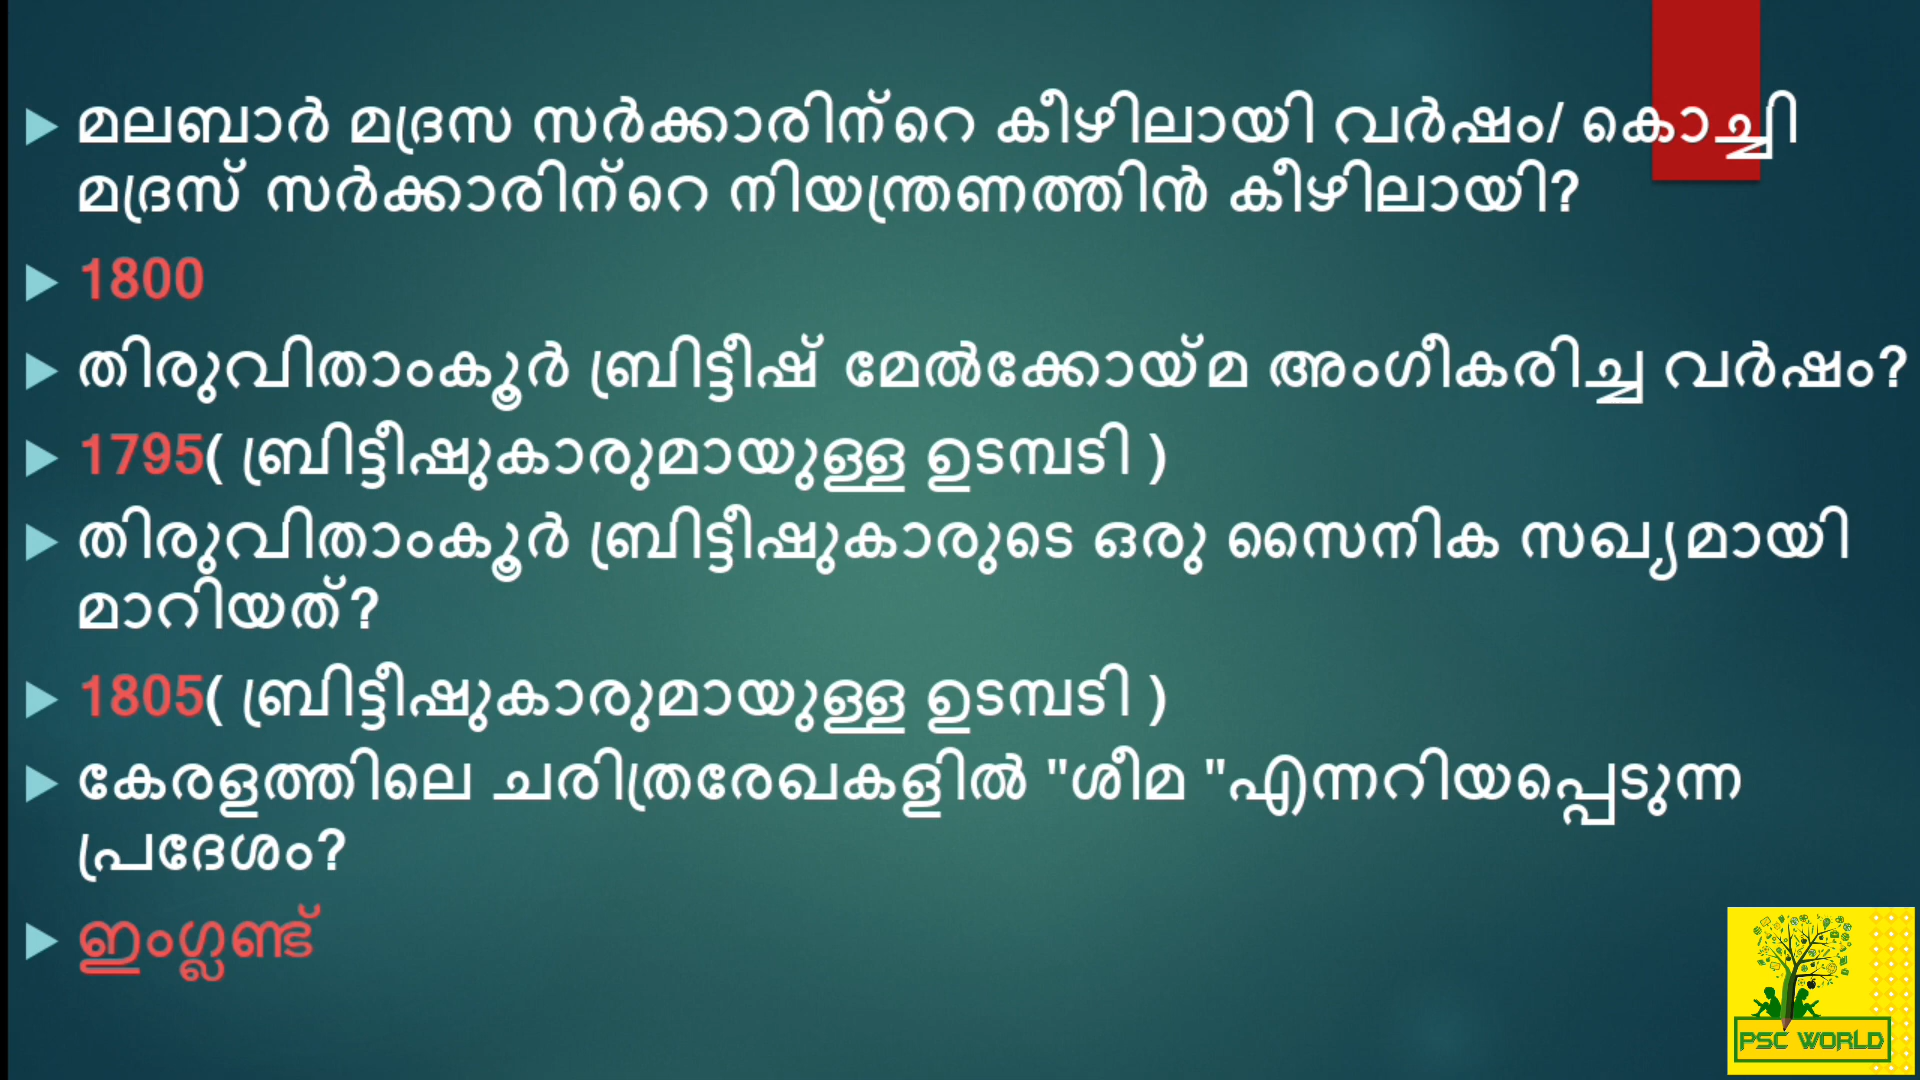 മലബാർ മദ്രസ സർക്കാരിന്‌റെ കീഴിലായി വർഷം/ കൊച്ചി
മദ്രസ് സർക്കാരിന്‌റെ നിയന്ത്രണത്തിൻ കീഴിലായി?
1800
തിരുവിതാംകൂർ ബ്രിട്ടീഷ് മേൽക്കോയ്മ അംഗീകരിച്ച വർഷം?
1795( ബ്രിട്ടീഷുകാരുമായുള്ള ഉടമ്പടി )
തിരുവിതാംകൂർ ബ്രിട്ടീഷുകാരുടെ ഒരു സൈനിക സഖ്യമായി
മാറിയത്?
1805( ബ്രിട്ടീഷുകാരുമായുള്ള ഉടമ്പടി )
കേരളത്തിലെ ചരിത്രരേഖകളിൽ "ശീമ "എന്നറിയപ്പെടുന്ന
പ്രദേശം?
ഇംഗ്ലണ്ട്
PSC WORLD